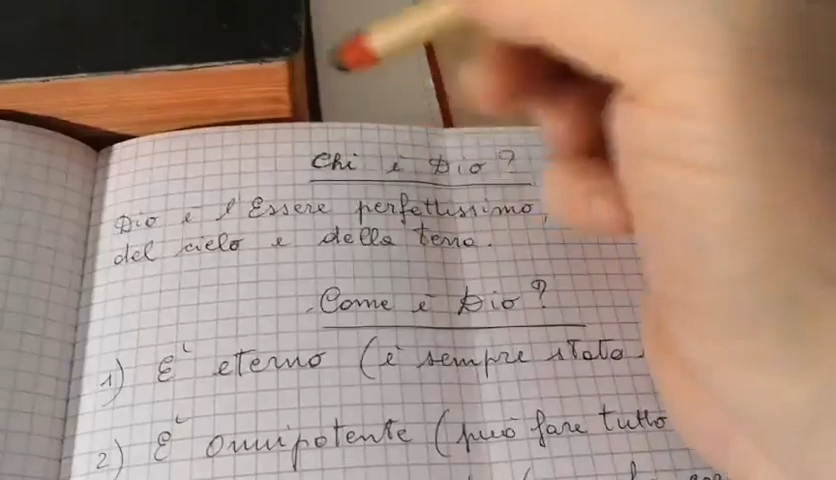 Chi è Dio?
Dio è l'Essere perfettissimo,
del cielo e della terra.
Come è Dio?
1) E' eterno (è sempre stato
2) E' onnipotente (può fare tutto